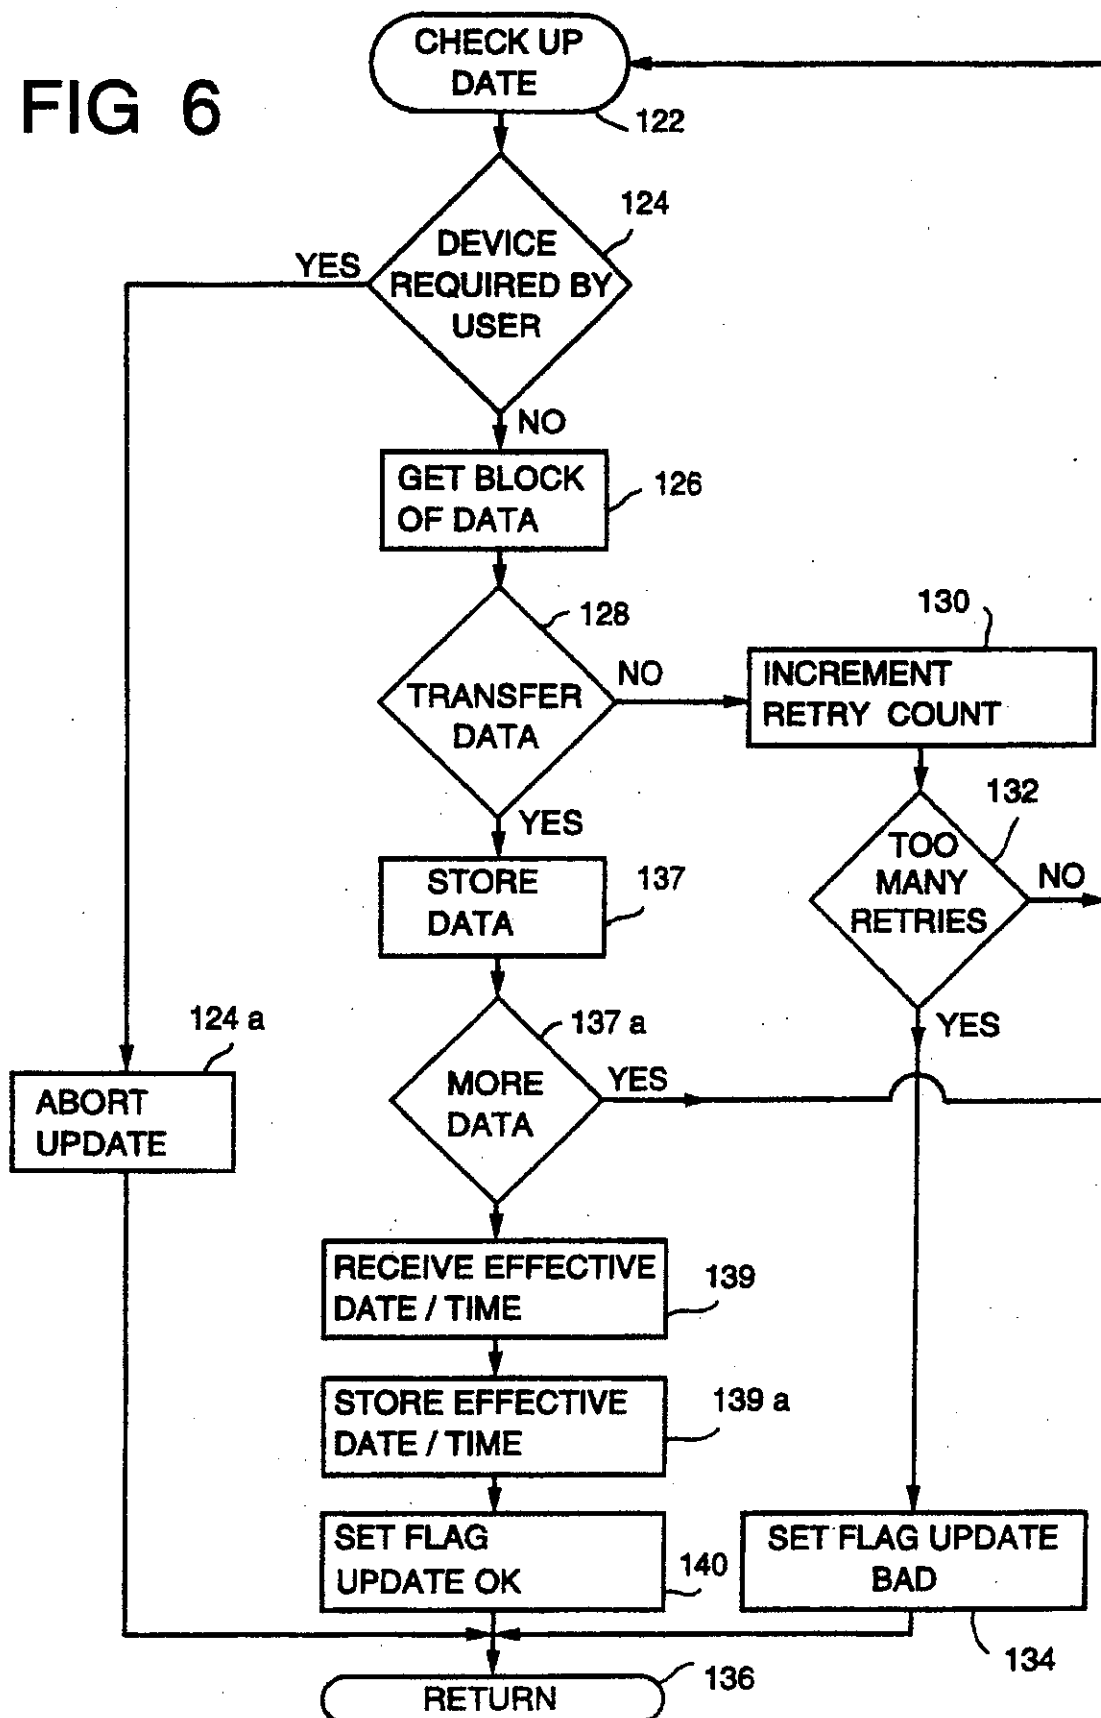 FIG 6
CHECK UP
DATE
122
124
DEVICE
REQUIRED BY
USER
YES
NO
GET BLOCK
OF DATA
126
128
TRANSFER
DATA
NO
130
INCREMENT
RETRY COUNT
YES
132
TOO
MANY
RETRIES
NO
STORE
DATA
137
YES
137 a
MORE
DATA
YES
124 a
ABORT
UPDATE
RECEIVE EFFECTIVE
DATE / TIME
139
STORE EFFECTIVE
DATE / TIME
139 a
SET FLAG
UPDATE OK
140
SET FLAG UPDATE
BAD
134
RETURN
136